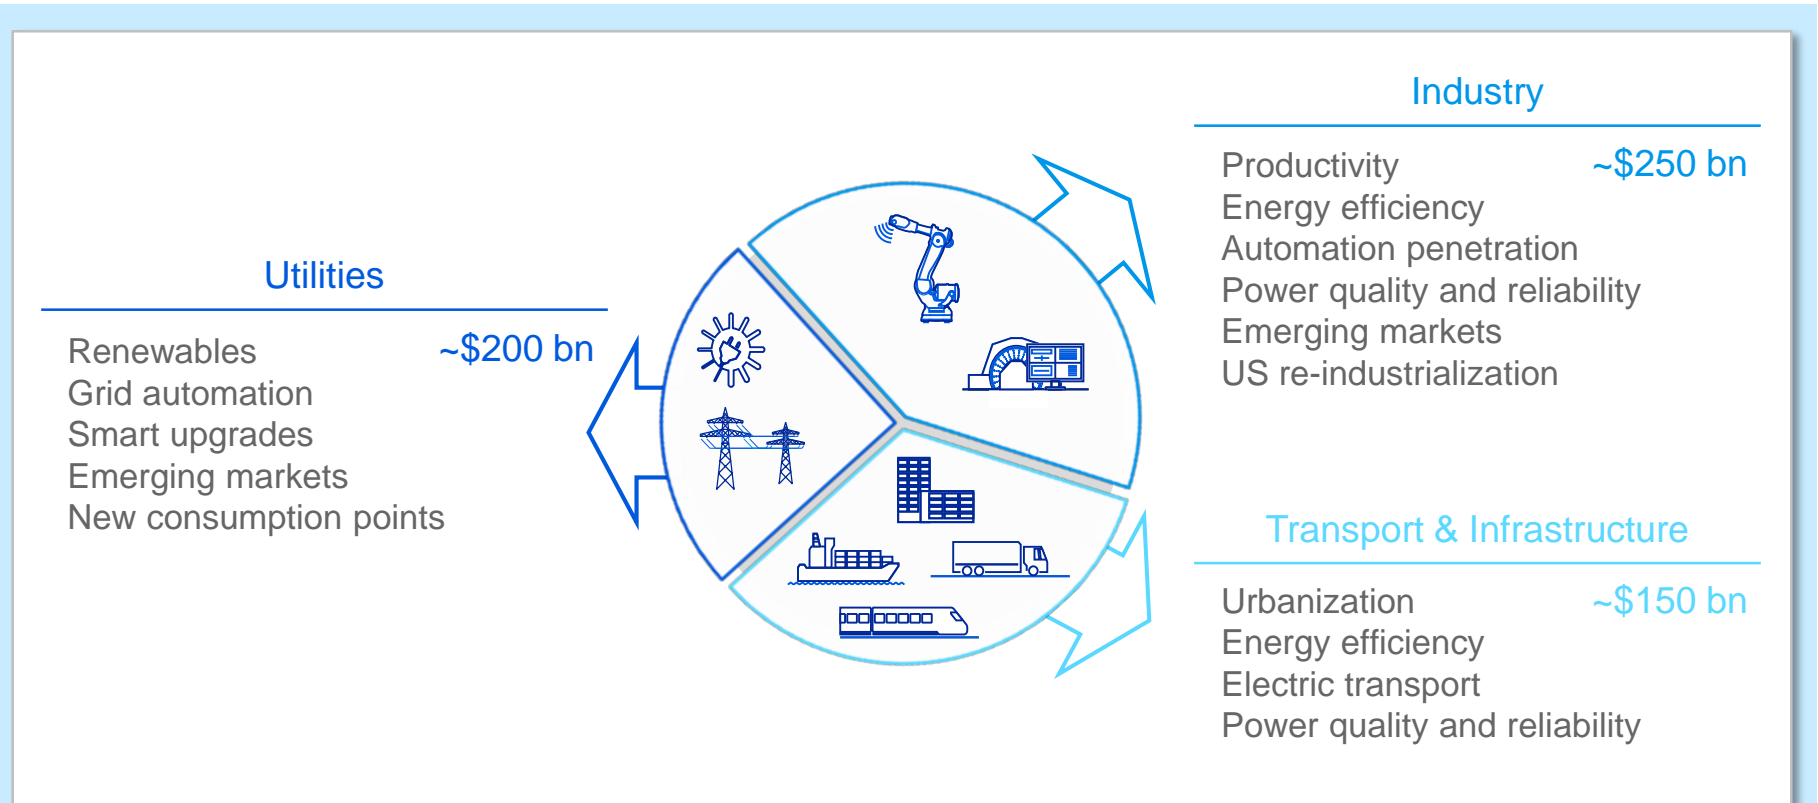 Utilities
Renewables ~$200 bn
Grid automation
Smart upgrades
Emerging markets
New consumption points
Industry
Productivity ~$250 bn
Energy efficiency
Automation penetration
Power quality and reliability
Emerging markets
US re-industrialization
Transport & Infrastructure
Urbanization ~$150 bn
Energy efficiency
Electric transport
Power quality and reliability